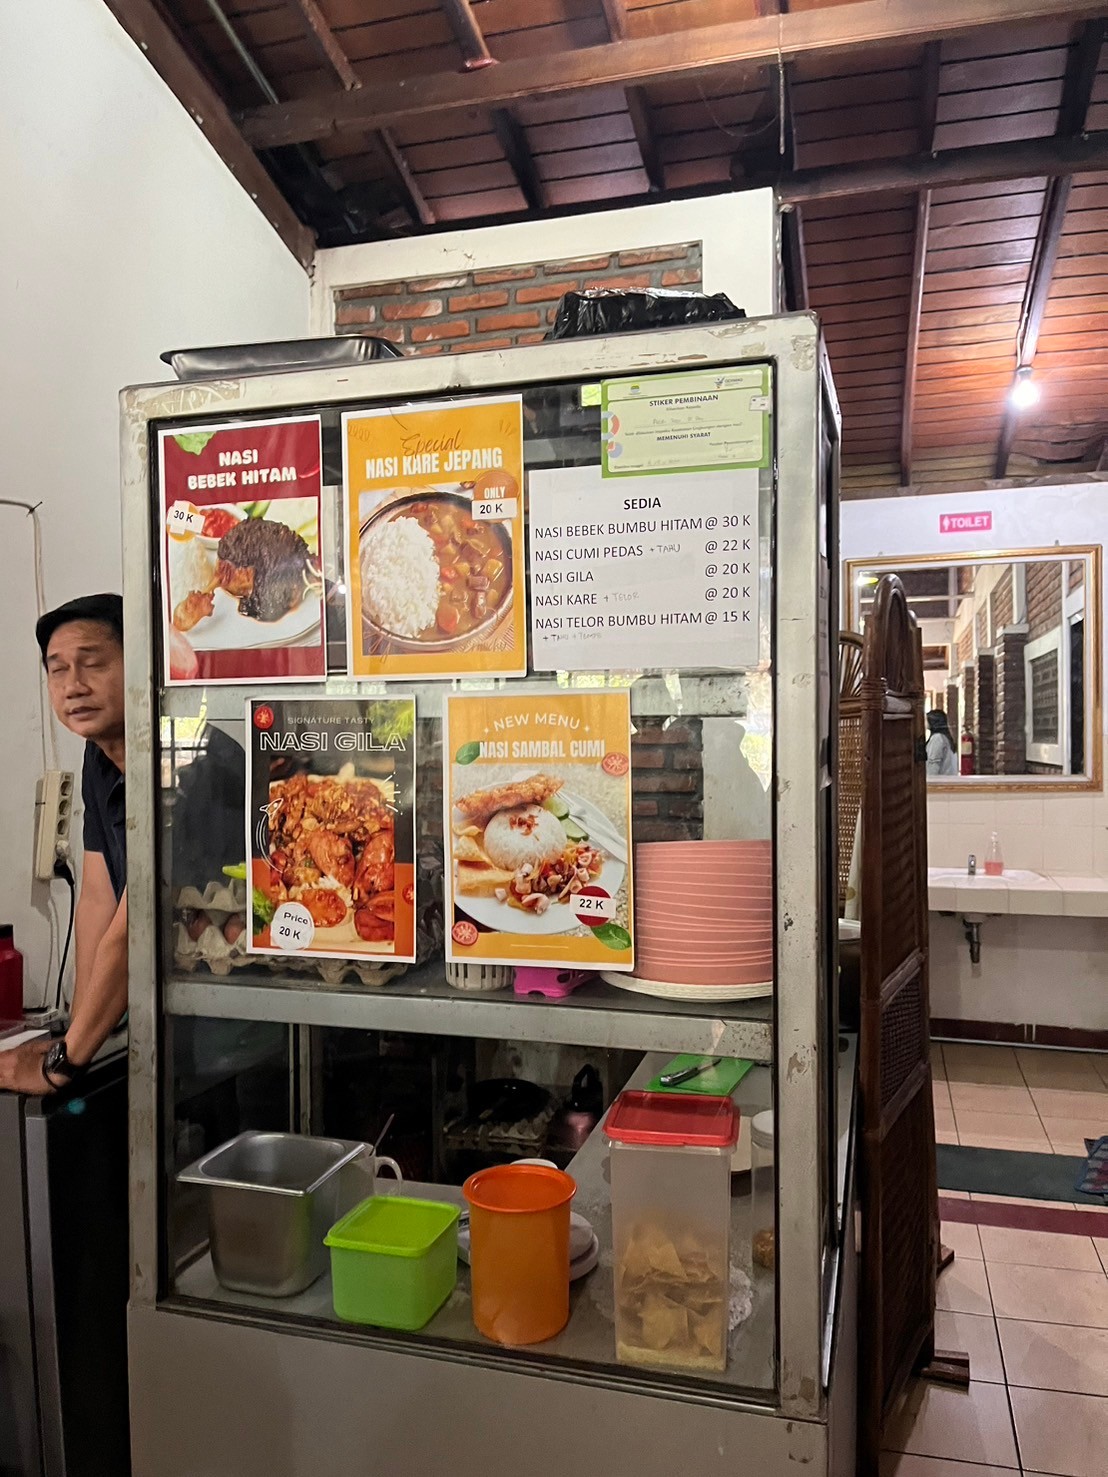 NASI
BEBEK HITAM
30 K
Special
NASI KARE JEPANG
ONLY
20 K
STIKER PEMBINAAN
MEMENUHI SYARAT
SEDIA
NASI BEBEK BUMBU HITAM @ 30 K
NASI CUMI PEDAS + TAHU @ 22 K
NASI GILA @ 20 K
NASI KARE + TELOR @ 20 K
NASI TELOR BUMBU HITAM @ 15 K
+ TAHU + TEMPE
SIGNATURE TASTY
NASI GILA
Price
20 K
NEW MENU
NASI SAMBAL CUMI
22 K
TOILET